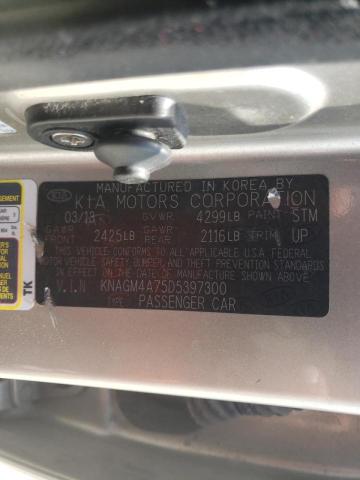 MANUFACTURED IN KOREA BY
KIA MOTORS CORPORATION
03/13 GVWR 4299LB PAINT STM
GAWR FRONT 2425LB GAWR REAR 2116LB TRIM UP
THIS VEHICLE CONFORMS TO ALL APPLICABLE U.S.A FEDERAL
MOTOR VEHICLE SAFETY, BUMPER, AND THEFT PREVENTION STANDARDS
IN EFFECT ON THE DATE OF MANUFACTURE SHOWN ABOVE.
V.I.N KNAGM4A75D5397300
TYPE: PASSENGER CAR
TK